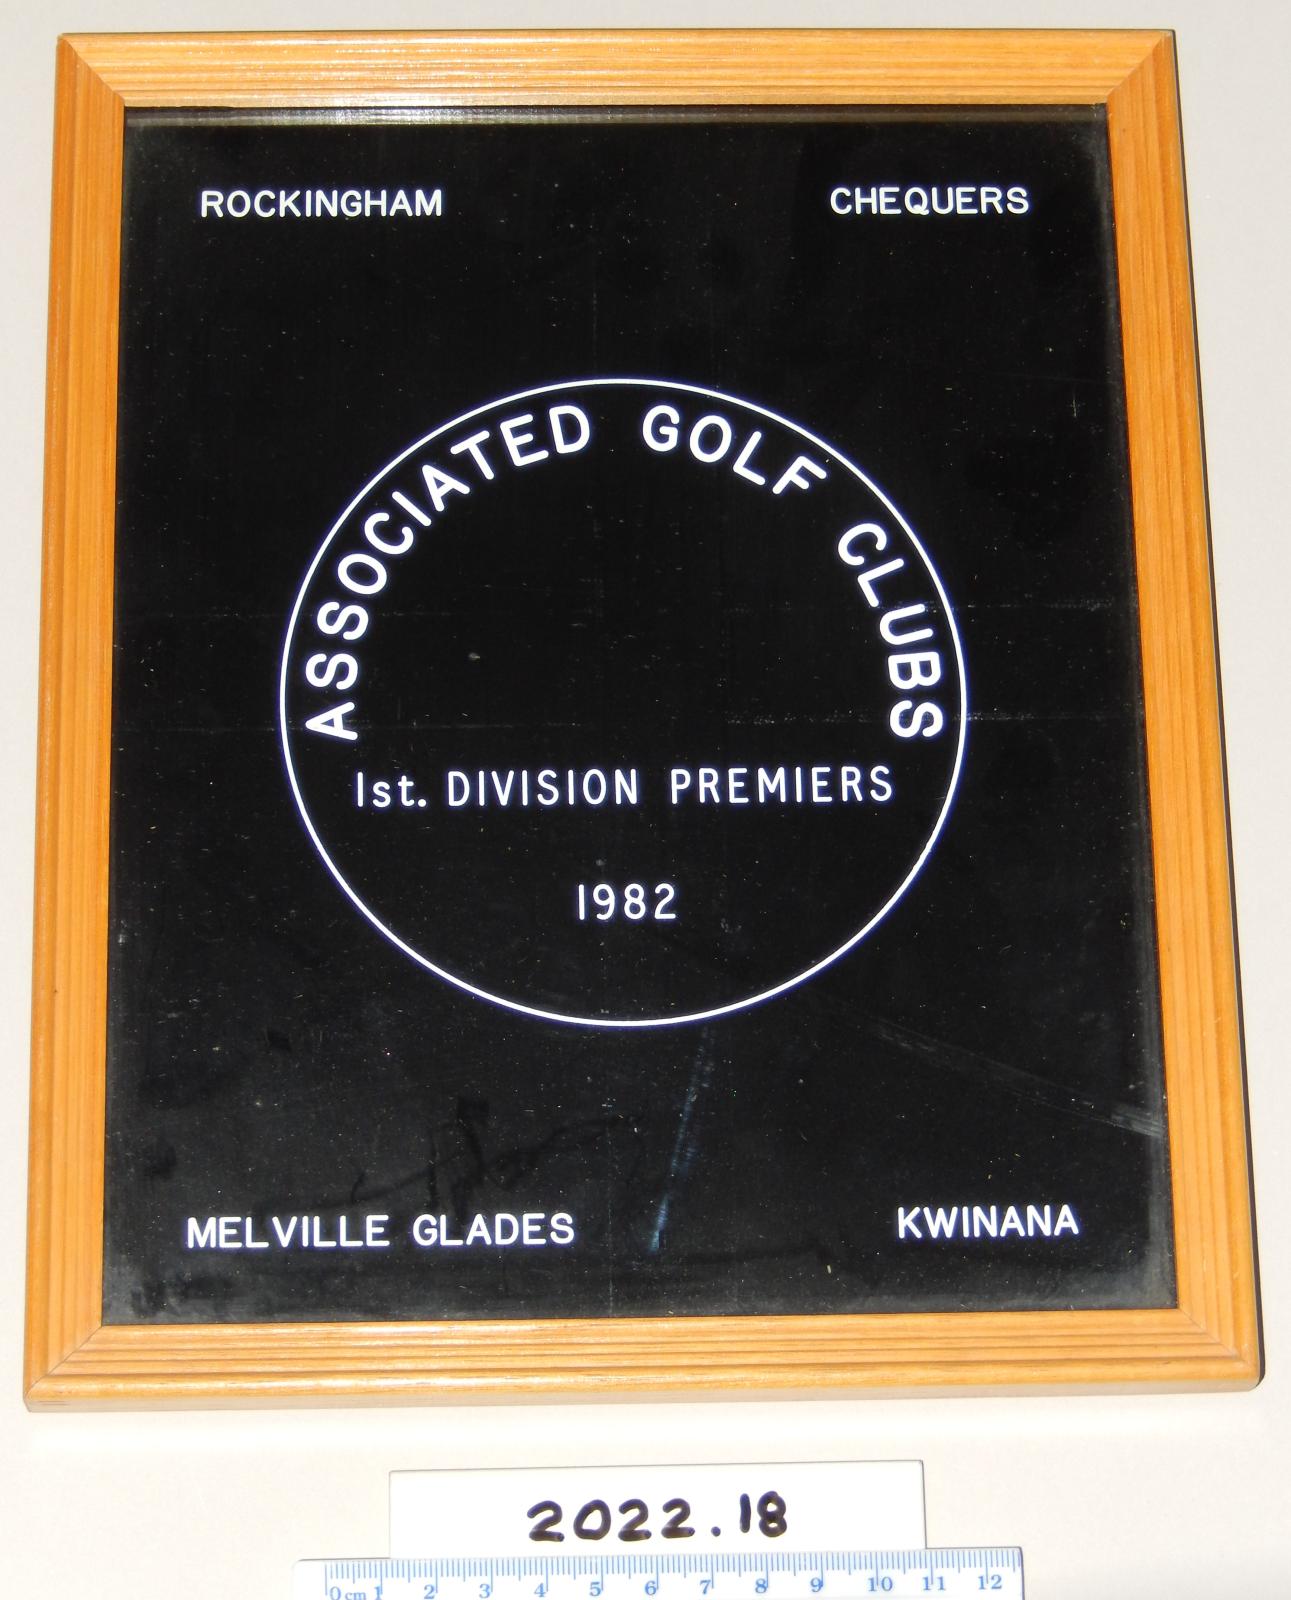 ROCKINGHAM CHEQUERS
ASSOCIATED GOLF CLUBS
1st. DIVISION PREMIERS
1982
MELVILLE GLADES KWINANA
2022.18
0cm 1 2 3 4 5 6 7 8 9 10 11 12